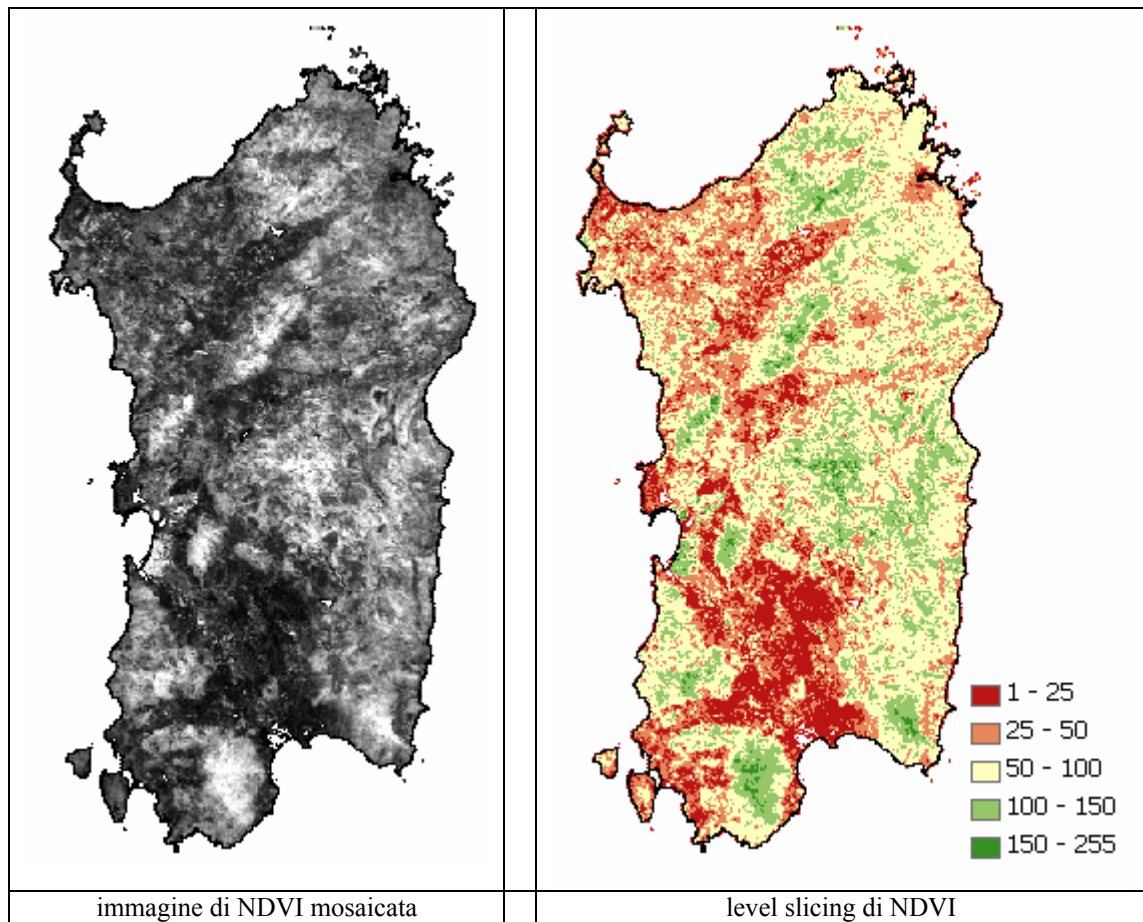 1 - 25
25 - 50
50 - 100
100 - 150
150 - 255
immagine di NDVI mosaicata
level slicing di NDVI